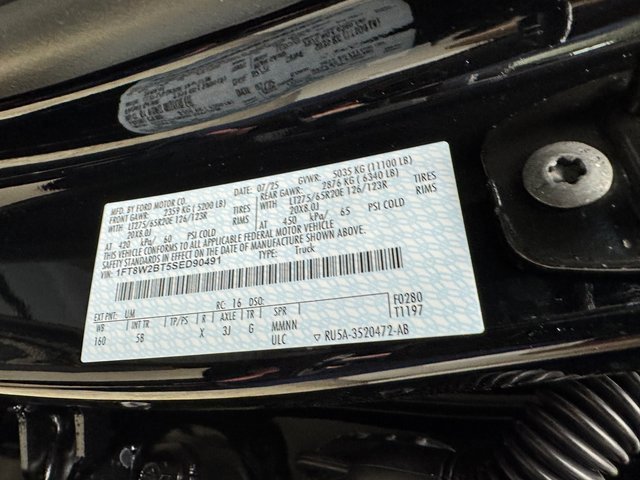 MFD. BY FORD MOTOR CO.
DATE: 07/25 GVWR: 5035 KG (11100 LB)
FRONT GAWR: 2359 KG (5200 LB) REAR GAWR: 2876 KG (6340 LB)
LT275/65R20E 126/123R TIRES LT275/65R20E 126/123R TIRES
20X8.0J RIMS 20X8.0J RIMS
AT 420 kPa/ 60 PSI COLD AT 450 kPa/ 65 PSI COLD
THIS VEHICLE CONFORMS TO ALL APPLICABLE FEDERAL MOTOR VEHICLE
SAFETY STANDARDS IN EFFECT ON THE DATE OF MANUFACTURE SHOWN ABOVE.
VIN: 1FT8W2BT5SED90491 TYPE: Truck
EXT PNT: UM RC: 16 DSO: F0280
WB INT TR TP/PS R AXLE TR SPR T1197
160 5B X 3J G MMNN
ULC ▽ RU5A-3520472-AB